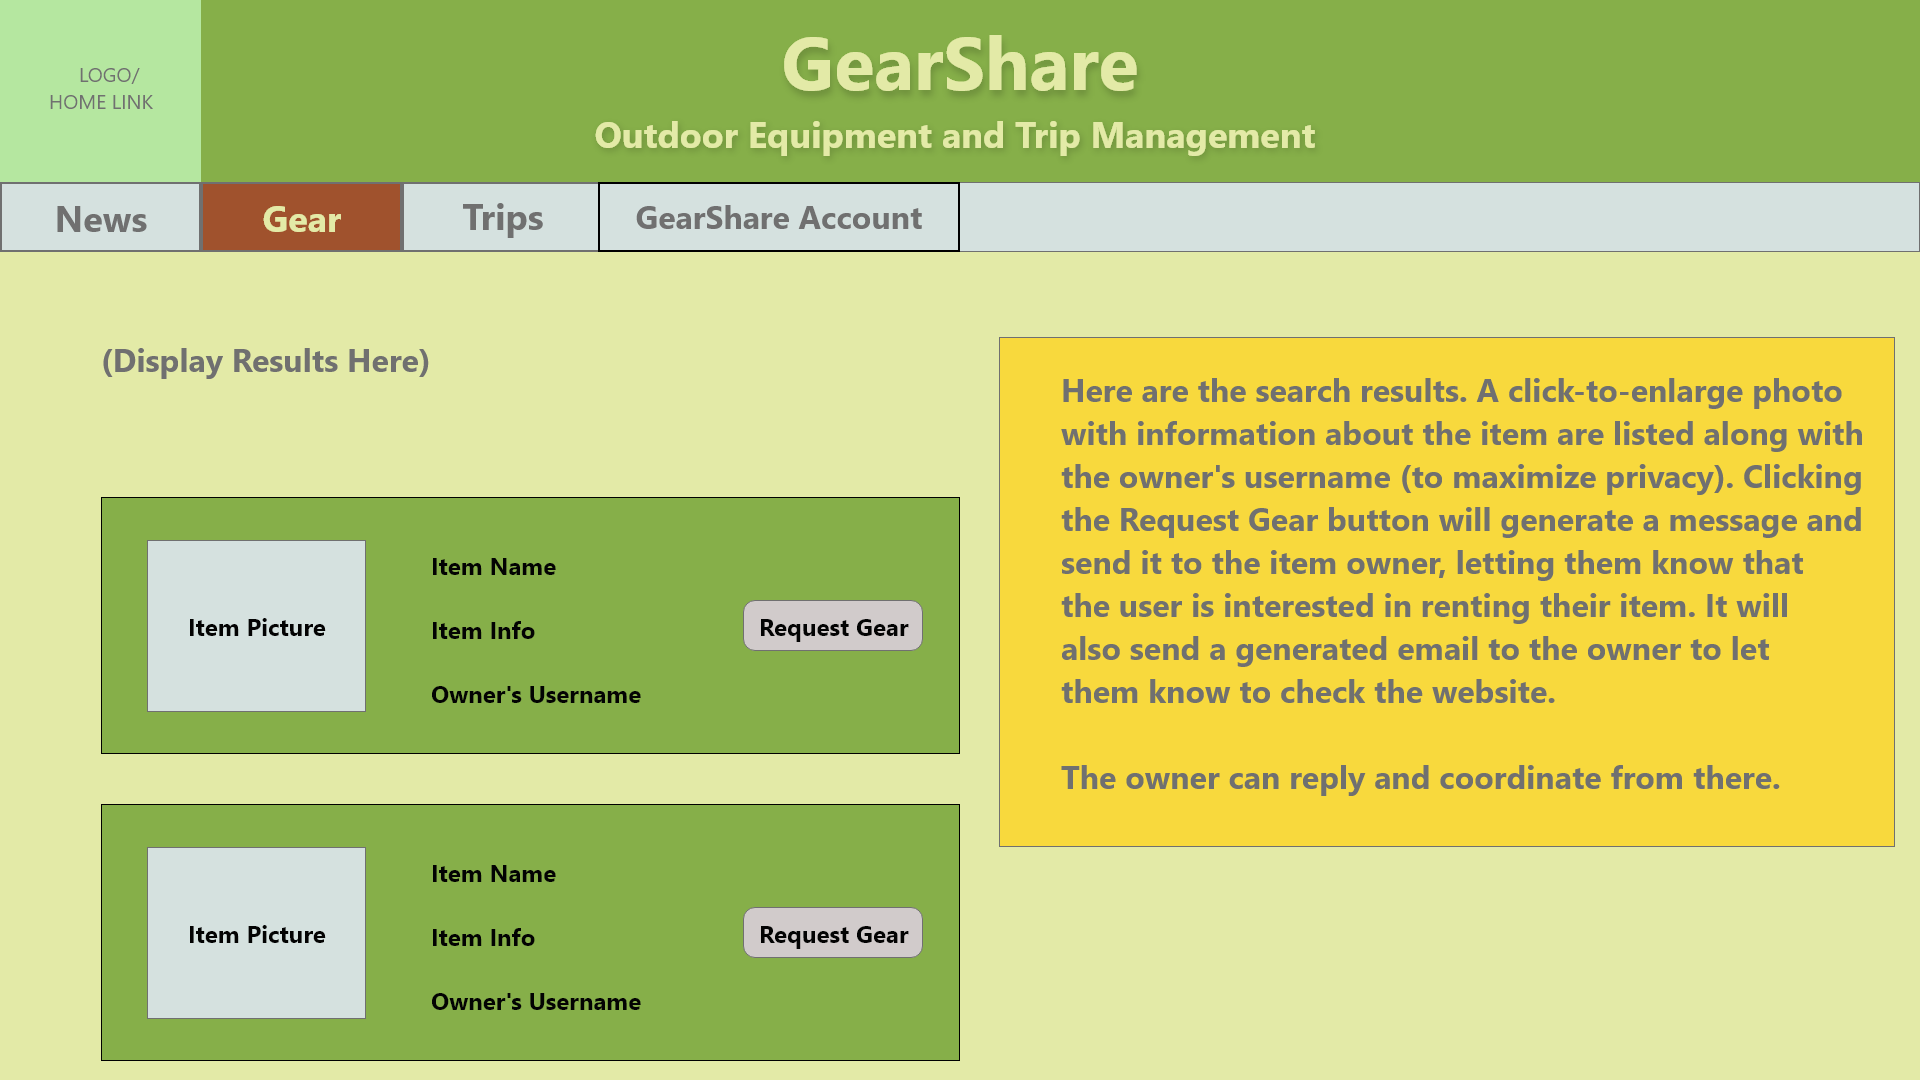 LOGO/
HOME LINK
GearShare
Outdoor Equipment and Trip Management
News
Gear
Trips
GearShare Account
(Display Results Here)
Item Picture
Item Name
Item Info
Owner's Username
Request Gear
Item Picture
Item Name
Item Info
Owner's Username
Request Gear
Here are the search results. A click-to-enlarge photo
with information about the item are listed along with
the owner's username (to maximize privacy). Clicking
the Request Gear button will generate a message and
send it to the item owner, letting them know that
the user is interested in renting their item. It will
also send a generated email to the owner to let
them know to check the website.
The owner can reply and coordinate from there.